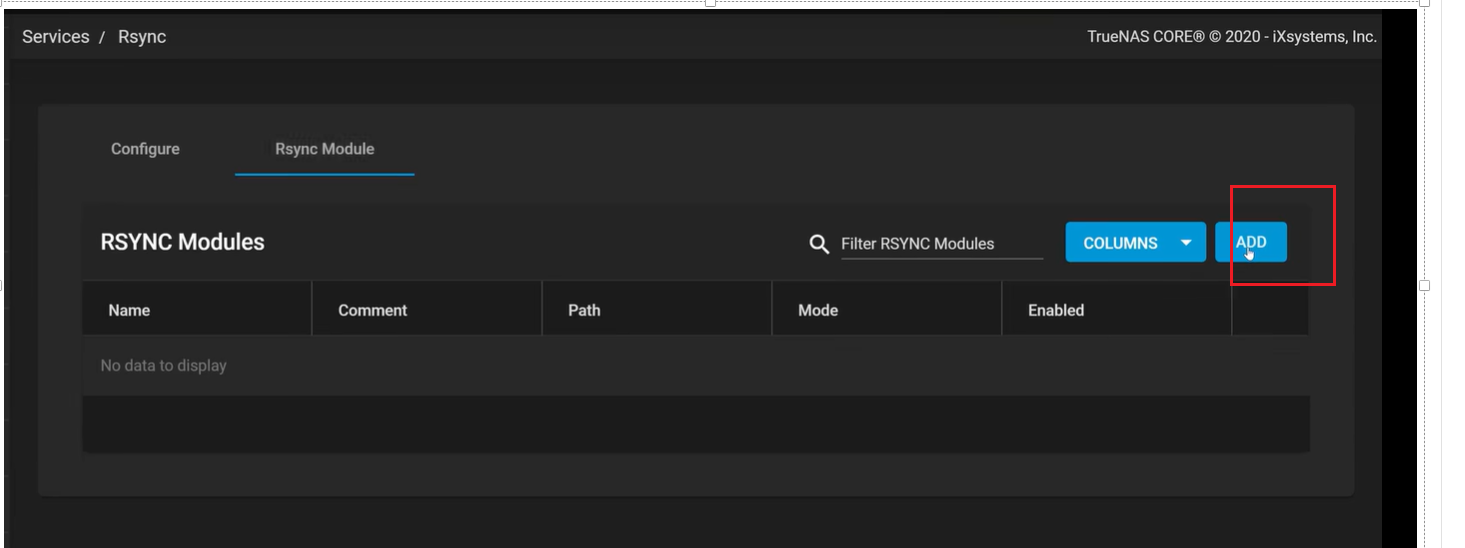 Services / Rsync
TrueNAS CORE® © 2020 - iXsystems, Inc.
Configure
Rsync Module
RSYNC Modules
Filter RSYNC Modules
COLUMNS
ADD
Name
Comment
Path
Mode
Enabled
No data to display